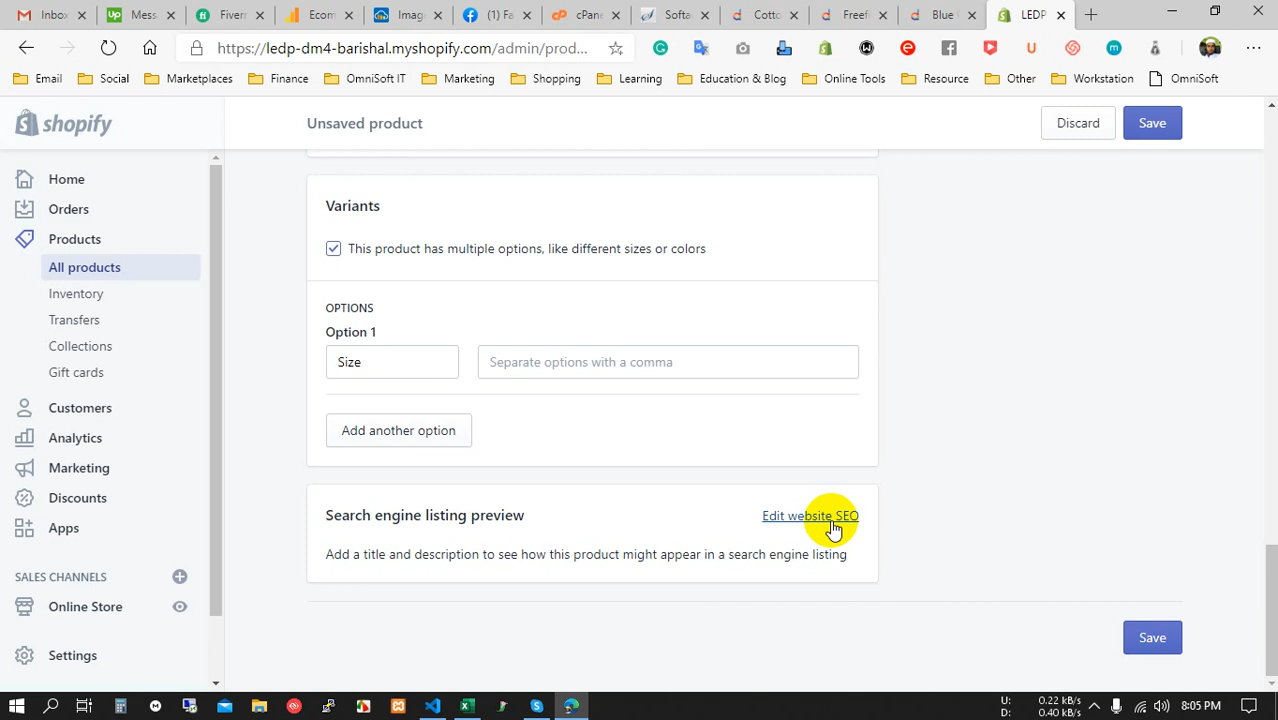 Inbox
Mess
Fiverr
Ecom
Imag
(1) Fa
cPane
Softa
Cotto
Freefi
Blue C
LEDP
https://ledp-dm4-barishal.myshopify.com/admin/prod...
Email
Social
Marketplaces
Finance
OmniSoft IT
Marketing
Shopping
Learning
Education & Blog
Online Tools
Resource
Other
Workstation
OmniSoft
shopify
Unsaved product
Discard
Save
Home
Orders
Products
All products
Inventory
Transfers
Collections
Gift cards
Customers
Analytics
Marketing
Discounts
Apps
SALES CHANNELS
Online Store
Settings
Variants
This product has multiple options, like different sizes or colors
OPTIONS
Option 1
Size
Separate options with a comma
Add another option
Search engine listing preview
Edit website SEO
Add a title and description to see how this product might appear in a search engine listing
Save
U: 0.22 kB/s
D: 0.40 kB/s
8:05 PM